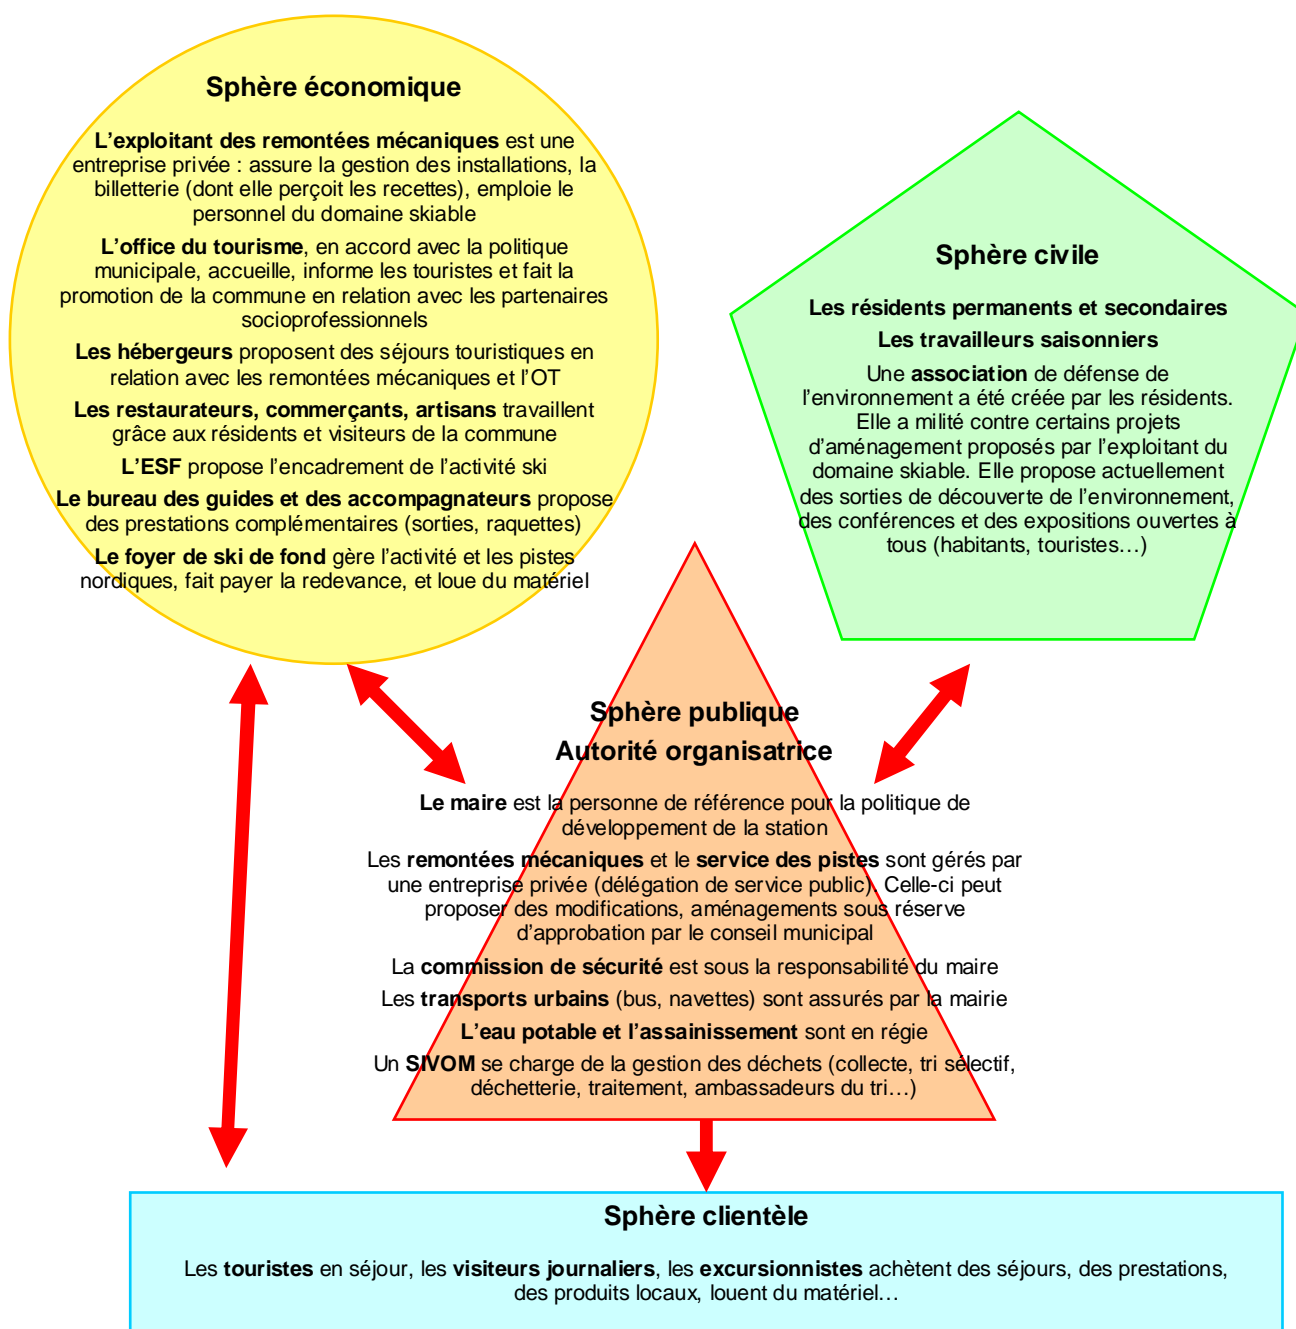 Sphère économique
L’exploitant des remontées mécaniques est une
entreprise privée : assure la gestion des installations, la
billetterie (dont elle perçoit les recettes), emploie le
personnel du domaine skiable
L’office du tourisme, en accord avec la politique
municipale, accueille, informe les touristes et fait la
promotion de la commune en relation avec les partenaires
socioprofessionnels
Les hébergeurs proposent des séjours touristiques en
relation avec les remontées mécaniques et l’OT
Les restaurateurs, commerçants, artisans travaillent
grâce aux résidents et visiteurs de la commune
L’ESF propose l’encadrement de l’activité ski
Le bureau des guides et des accompagnateurs propose
des prestations complémentaires (sorties, raquettes)
Le foyer de ski de fond gère l’activité et les pistes
nordiques, fait payer la redevance, et loue du matériel
Sphère civile
Les résidents permanents et secondaires
Les travailleurs saisonniers
Une association de défense de
l’environnement a été créée par les résidents.
Elle a milité contre certains projets
d’aménagement proposés par l’exploitant du
domaine skiable. Elle propose actuellement
des sorties de découverte de l’environnement,
des conférences et des expositions ouvertes à
tous (habitants, touristes…)
Sphère publique
Autorité organisatrice
Le maire est la personne de référence pour la politique de
développement de la station
Les remontées mécaniques et le service des pistes sont gérés par
une entreprise privée (délégation de service public). Celle-ci peut
proposer des modifications, aménagements sous réserve
d’approbation par le conseil municipal
La commission de sécurité est sous la responsabilité du maire
Les transports urbains (bus, navettes) sont assurés par la mairie
L’eau potable et l’assainissement sont en régie
Un SIVOM se charge de la gestion des déchets (collecte, tri sélectif,
déchetterie, traitement, ambassadeurs du tri…)
Sphère clientèle
Les touristes en séjour, les visiteurs journaliers, les excursionnistes achètent des séjours, des prestations,
des produits locaux, louent du matériel…